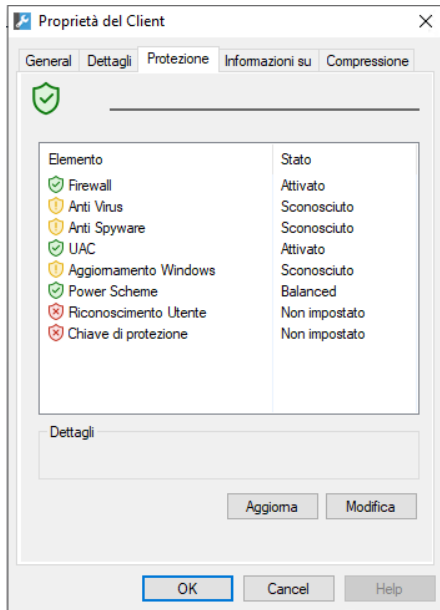 Proprietà del Client
General Dettagli Protezione Informazioni su Compressione
Elemento Stato
Firewall Attivato
Anti Virus Sconosciuto
Anti Spyware Sconosciuto
UAC Attivato
Aggiornamento Windows Sconosciuto
Power Scheme Balanced
Riconoscimento Utente Non impostato
Chiave di protezione Non impostato
Dettagli
Aggiorna Modifica
OK Cancel Help